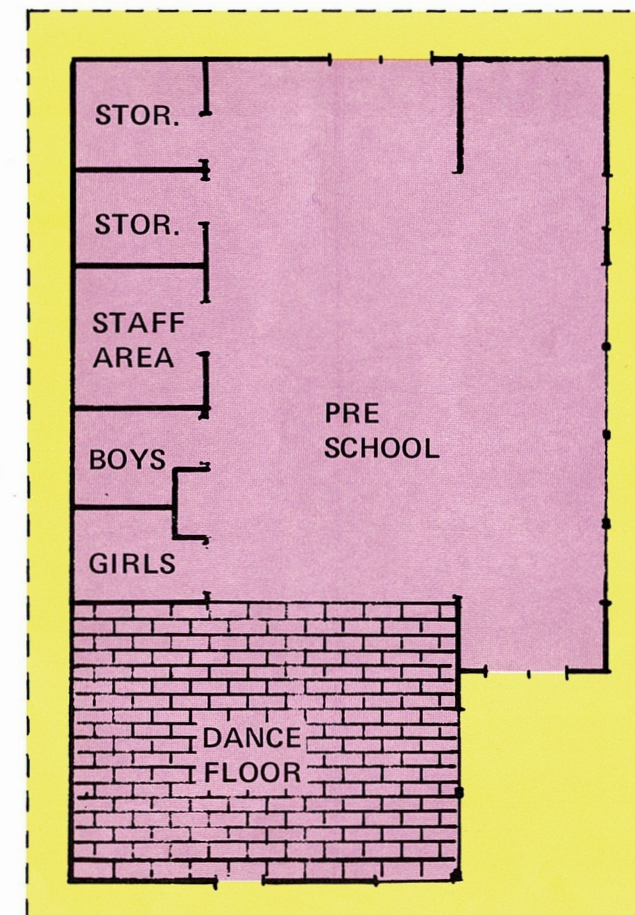 STOR.
STOR.
STAFF
AREA
PRE
SCHOOL
BOYS
GIRLS
DANCE
FLOOR